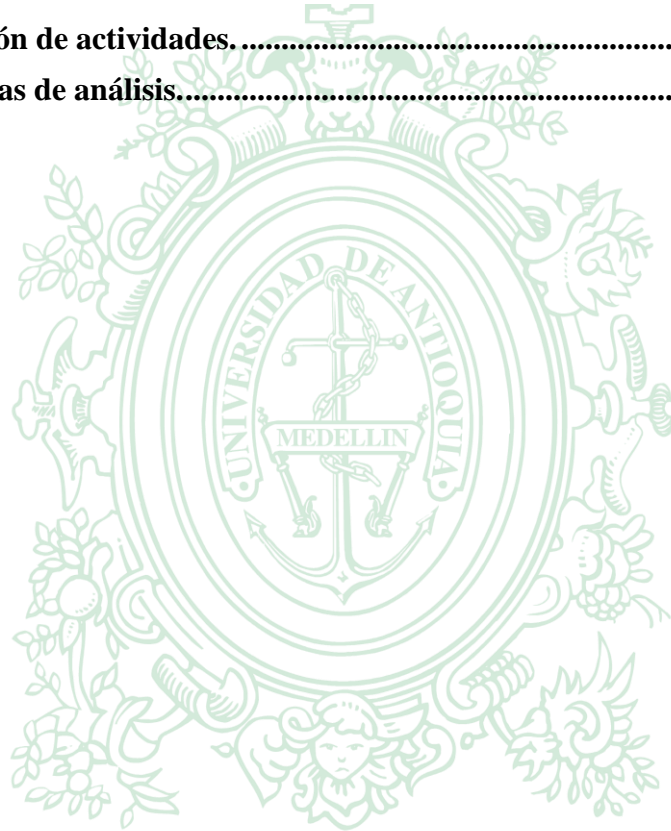 ón de actividades.................................................................
as de análisis.........................................................................
UNIVERSIDAD DE ANTIOQUIA
MEDELLIN